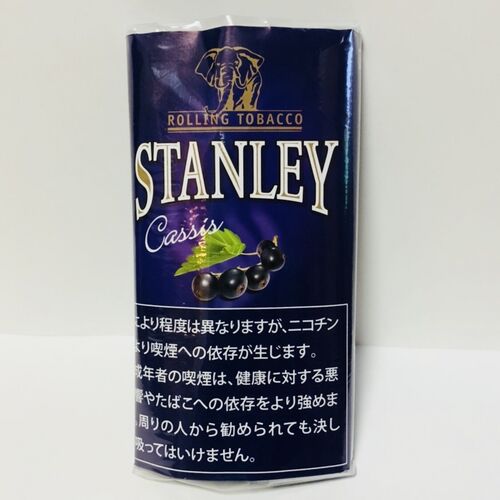 ROLLING TOBACCO
STANLEY
Cassis
により程度は異なりますが、ニコチン
より喫煙への依存が生じます。
成年者の喫煙は、健康に対する悪
響やたばこへの依存をより強めま
。周りの人から勧められても決し
吸ってはいけません。